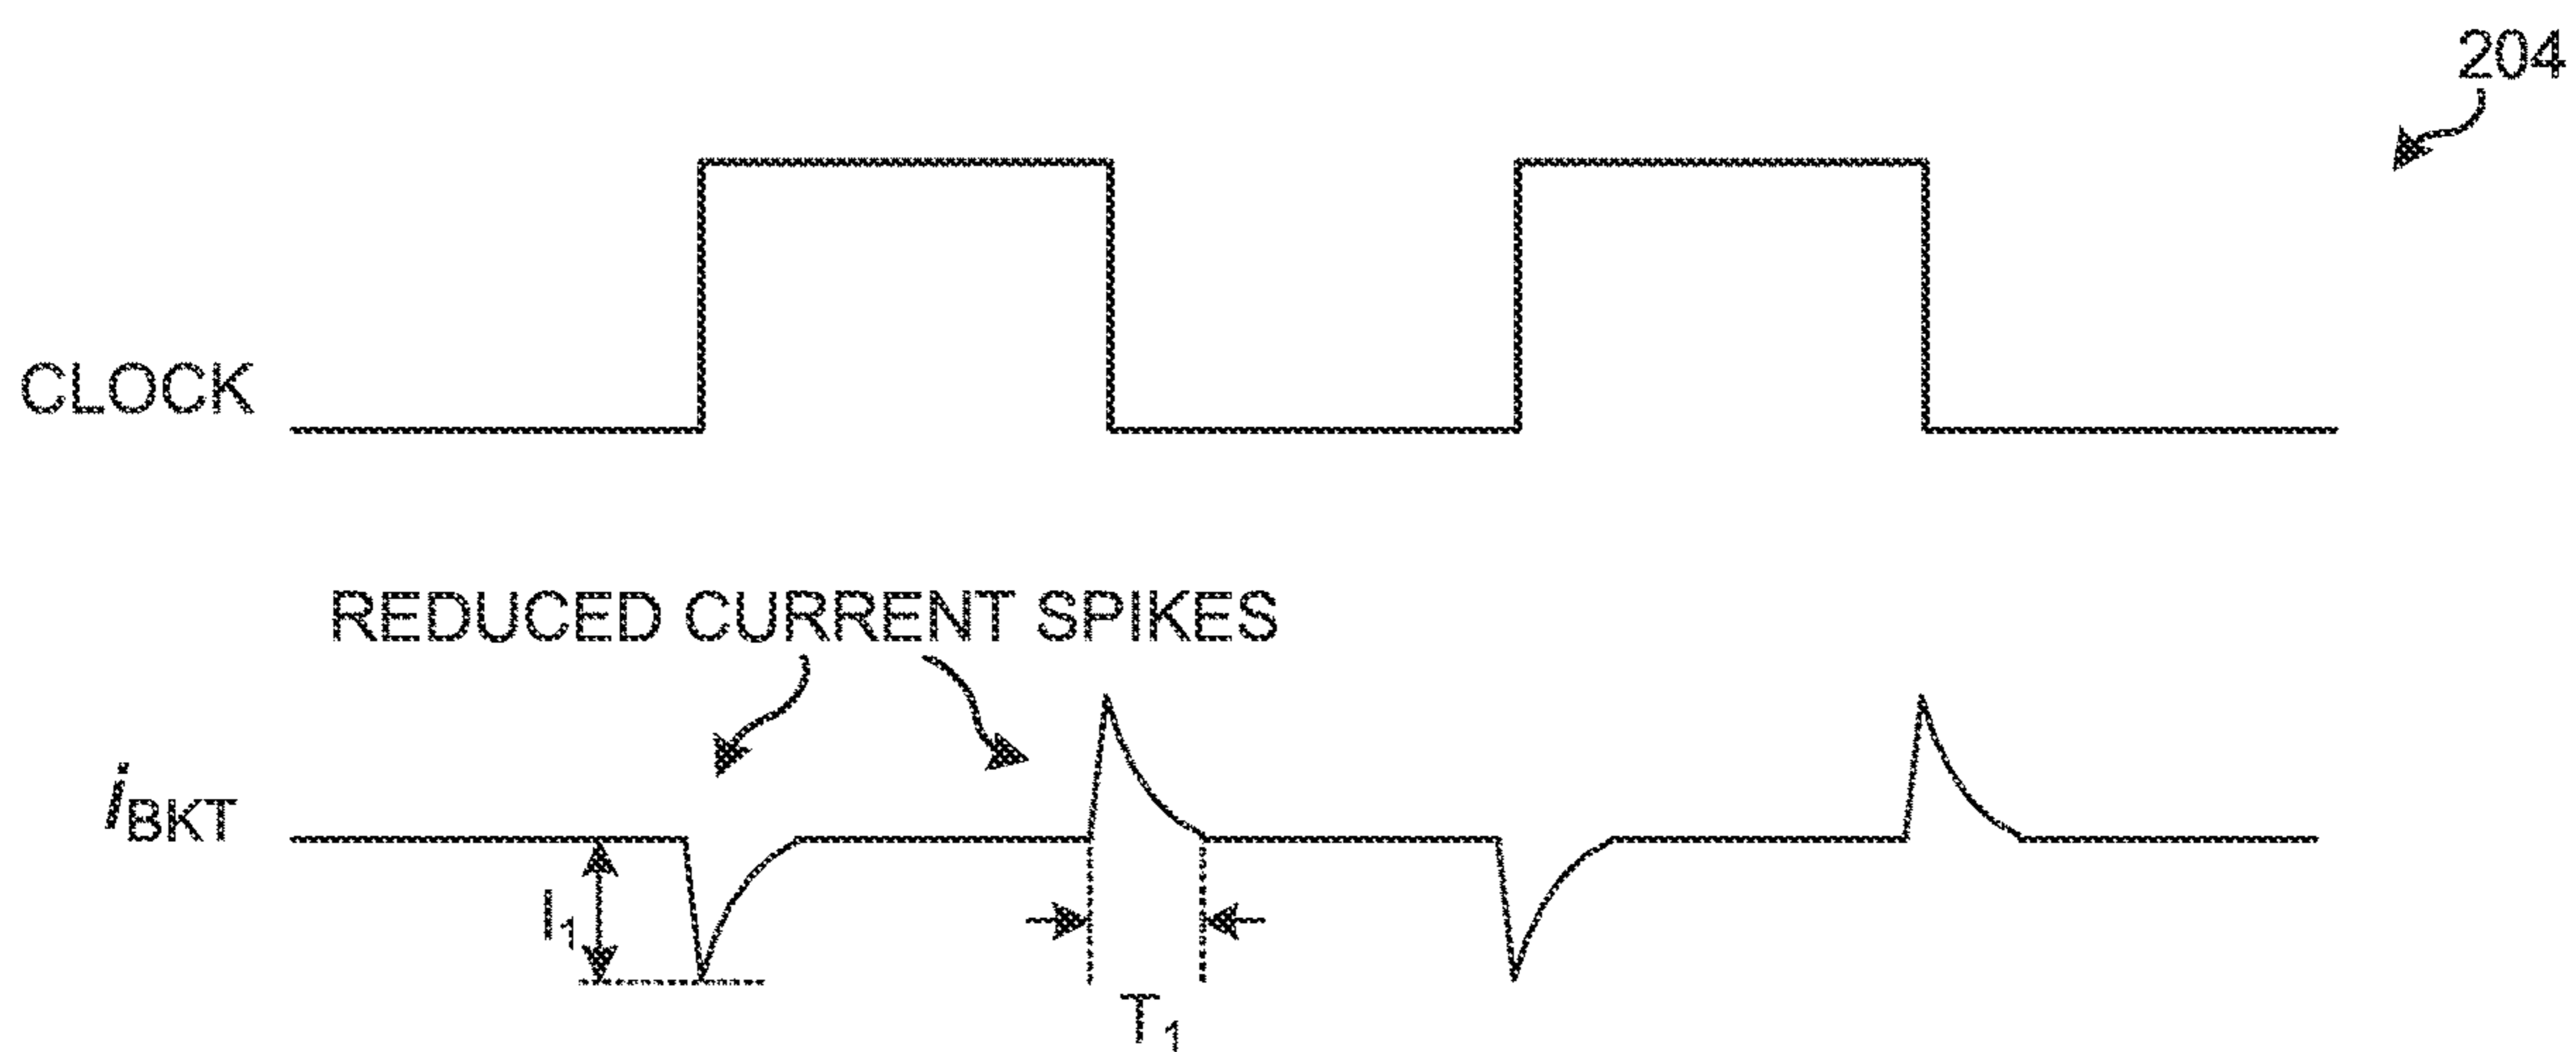 204
CLOCK
REDUCED CURRENT SPIKES
iBKT
I1
T1